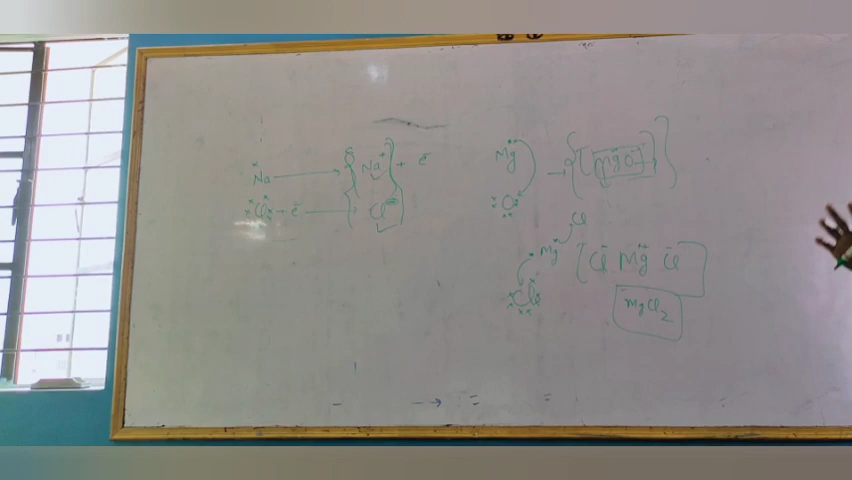 Na → Na⁺ + e⁻
Cl + e⁻ → Cl⁻
Mg → [MgO]
O
Mg Cl
Cl
[Cl⁻ Mg⁺⁺ Cl⁻]
MgCl₂